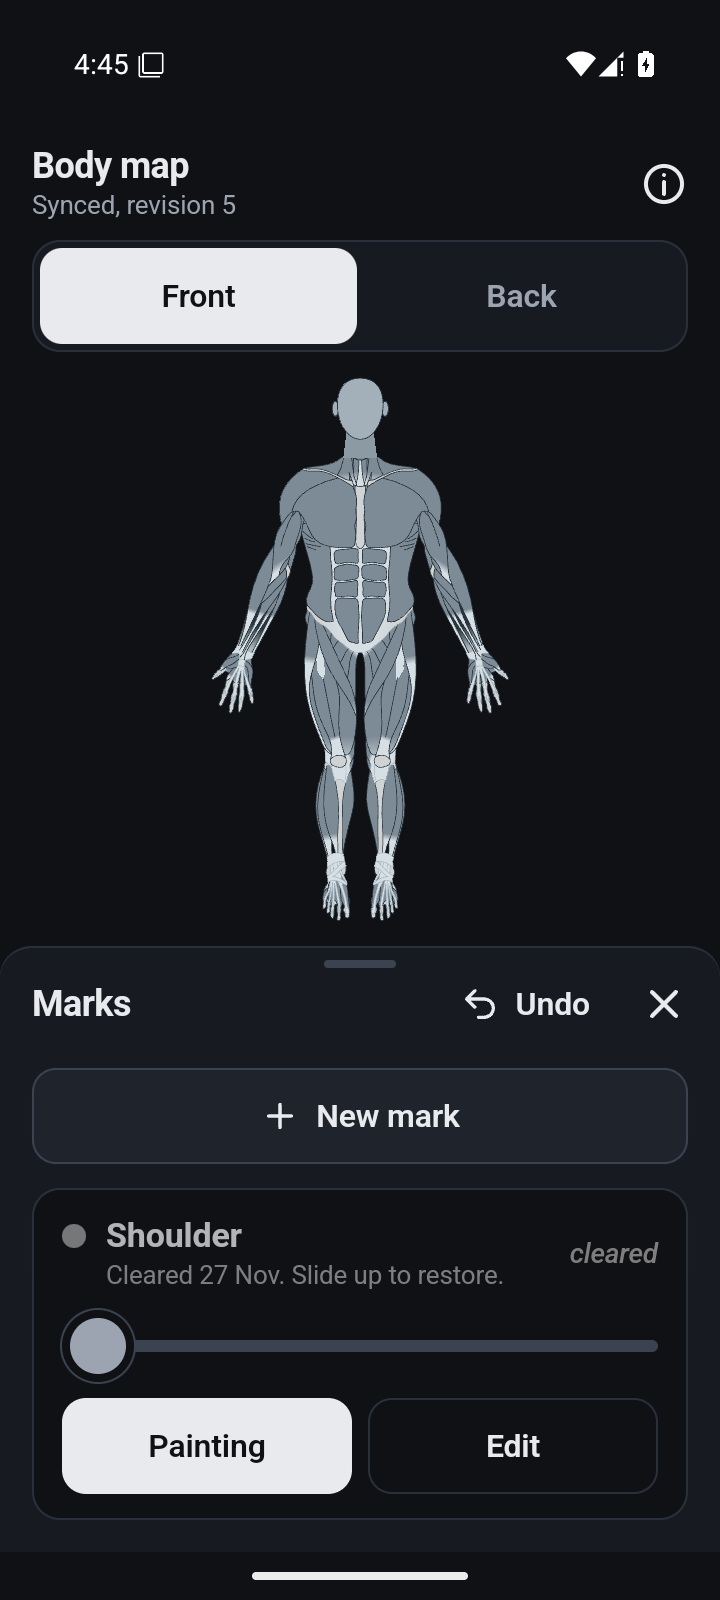 4:45
Body map
Synced, revision 5
Front
Back
Marks
Undo
New mark
Shoulder
Cleared 27 Nov. Slide up to restore.
cleared
Painting
Edit